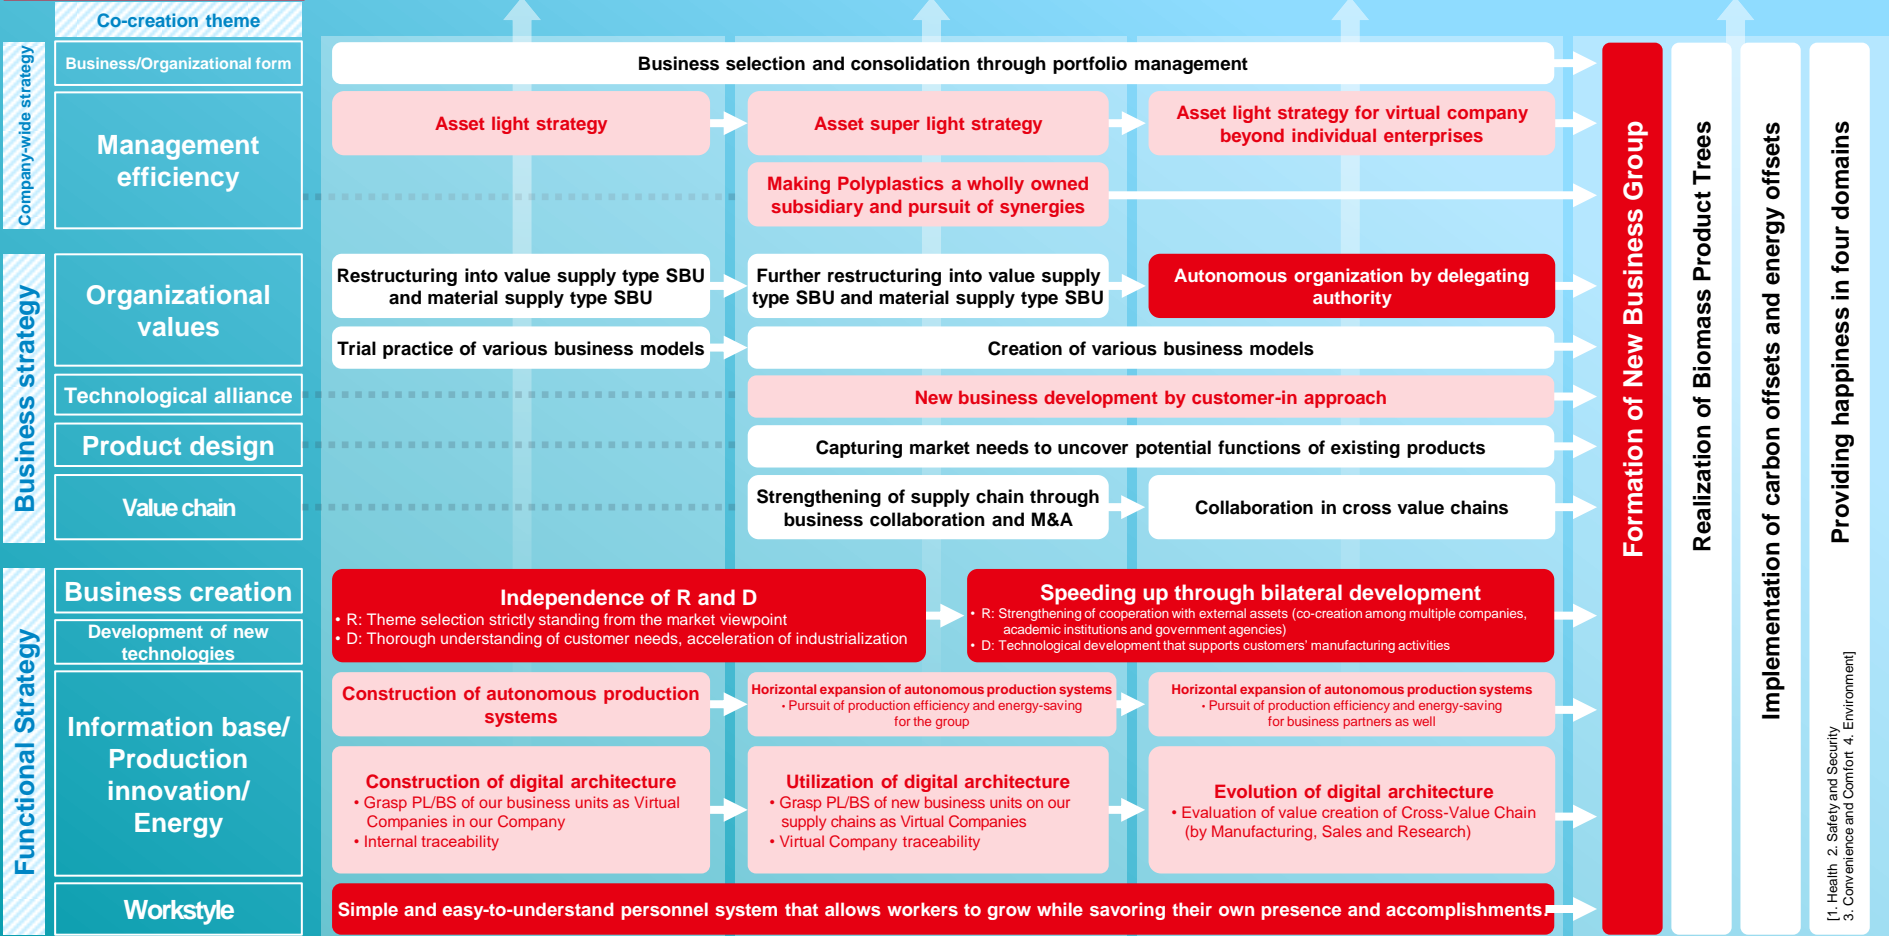 Co-creation theme
Company-wide strategy
Business/Organizational form
Business selection and consolidation through portfolio management
Management
efficiency
Asset light strategy
Asset super light strategy
Asset light strategy for virtual company
beyond individual enterprises
Making Polyplastics a wholly owned
subsidiary and pursuit of synergies
Business strategy
Organizational
values
Restructuring into value supply type SBU
and material supply type SBU
Further restructuring into value supply
type SBU and material supply type SBU
Autonomous organization by delegating
authority
Trial practice of various business models
Creation of various business models
Technological alliance
New business development by customer-in approach
Product design
Capturing market needs to uncover potential functions of existing products
Value chain
Strengthening of supply chain through
business collaboration and M&A
Collaboration in cross value chains
Functional Strategy
Business creation
Development of new
technologies
Independence of R and D
• R: Theme selection strictly standing from the market viewpoint
• D: Thorough understanding of customer needs, acceleration of industrialization
Speeding up through bilateral development
• R: Strengthening of cooperation with external assets (co-creation among multiple companies,
academic institutions and government agencies)
• D: Technological development that supports customers' manufacturing activities
Information base/
Production
innovation/
Energy
Construction of autonomous production
systems
Horizontal expansion of autonomous production systems
• Pursuit of production efficiency and energy-saving
for the group
Horizontal expansion of autonomous production systems
• Pursuit of production efficiency and energy-saving
for business partners as well
Construction of digital architecture
• Grasp PL/BS of our business units as Virtual
Companies in our Company
• Internal traceability
Utilization of digital architecture
• Grasp PL/BS of new business units on our
supply chains as Virtual Companies
• Virtual Company traceability
Evolution of digital architecture
• Evaluation of value creation of Cross-Value Chain
(by Manufacturing, Sales and Research)
Workstyle
Simple and easy-to-understand personnel system that allows workers to grow while savoring their own presence and accomplishments.
Formation of New Business Group
Realization of Biomass Product Trees
Implementation of carbon offsets and energy offsets
Providing happiness in four domains
[1. Health 2. Safety and Security
3. Convenience and Comfort 4. Environment]